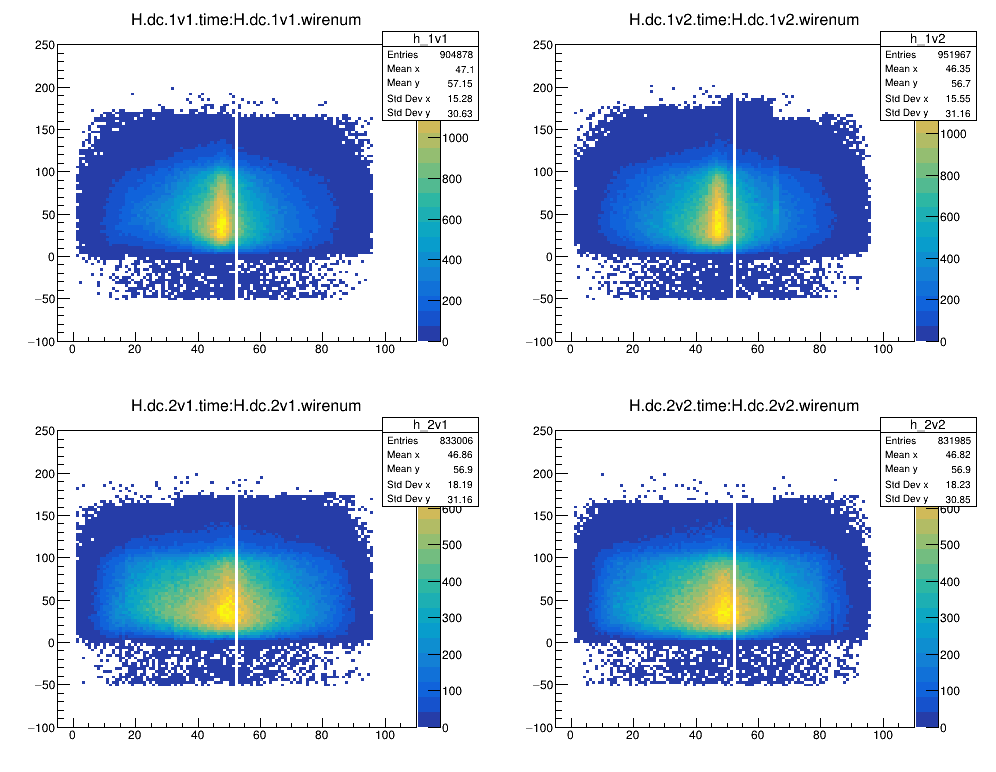 H.dc.1v1.time:H.dc.1v1.wirenum
h_1v1
Entries 904878
Mean x 47.1
Mean y 57.15
Std Dev x 15.28
Std Dev y 30.63
250
200
150
100
50
0
−50
−100
0 20 40 60 80 100
1000
800
600
400
200
0
H.dc.1v2.time:H.dc.1v2.wirenum
h_1v2
Entries 951967
Mean x 46.35
Mean y 56.7
Std Dev x 15.55
Std Dev y 31.16
250
200
150
100
50
0
−50
−100
0 20 40 60 80 100
1000
800
600
400
200
0
H.dc.2v1.time:H.dc.2v1.wirenum
h_2v1
Entries 833006
Mean x 46.86
Mean y 56.9
Std Dev x 18.19
Std Dev y 31.16
250
200
150
100
50
0
−50
−100
0 20 40 60 80 100
600
500
400
300
200
100
0
H.dc.2v2.time:H.dc.2v2.wirenum
h_2v2
Entries 831985
Mean x 46.82
Mean y 56.9
Std Dev x 18.23
Std Dev y 30.85
250
200
150
100
50
0
−50
−100
0 20 40 60 80 100
600
500
400
300
200
100
0